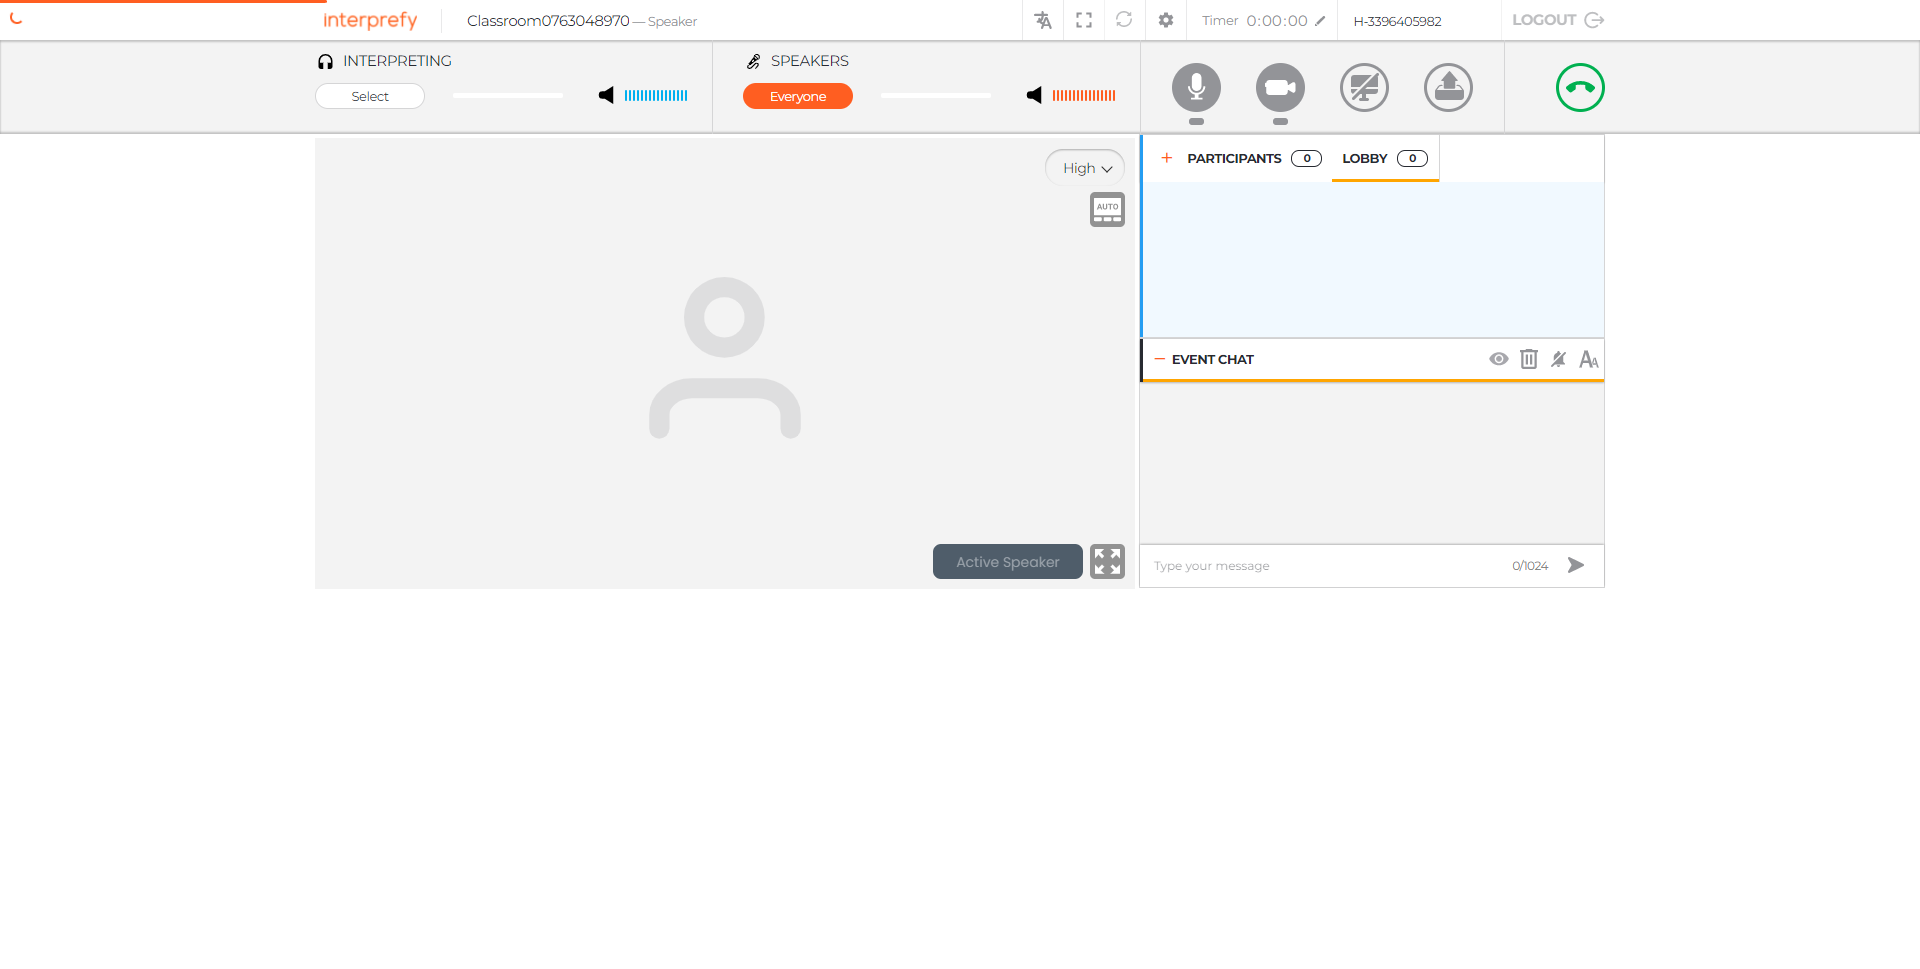 interprefy
Classroom0763048970 — Speaker
Timer 0:00:00
H-3396405982
LOGOUT
INTERPRETING
Select
SPEAKERS
Everyone
High
AUTO
Active Speaker
+ PARTICIPANTS 0
LOBBY 0
− EVENT CHAT
Type your message
0/1024